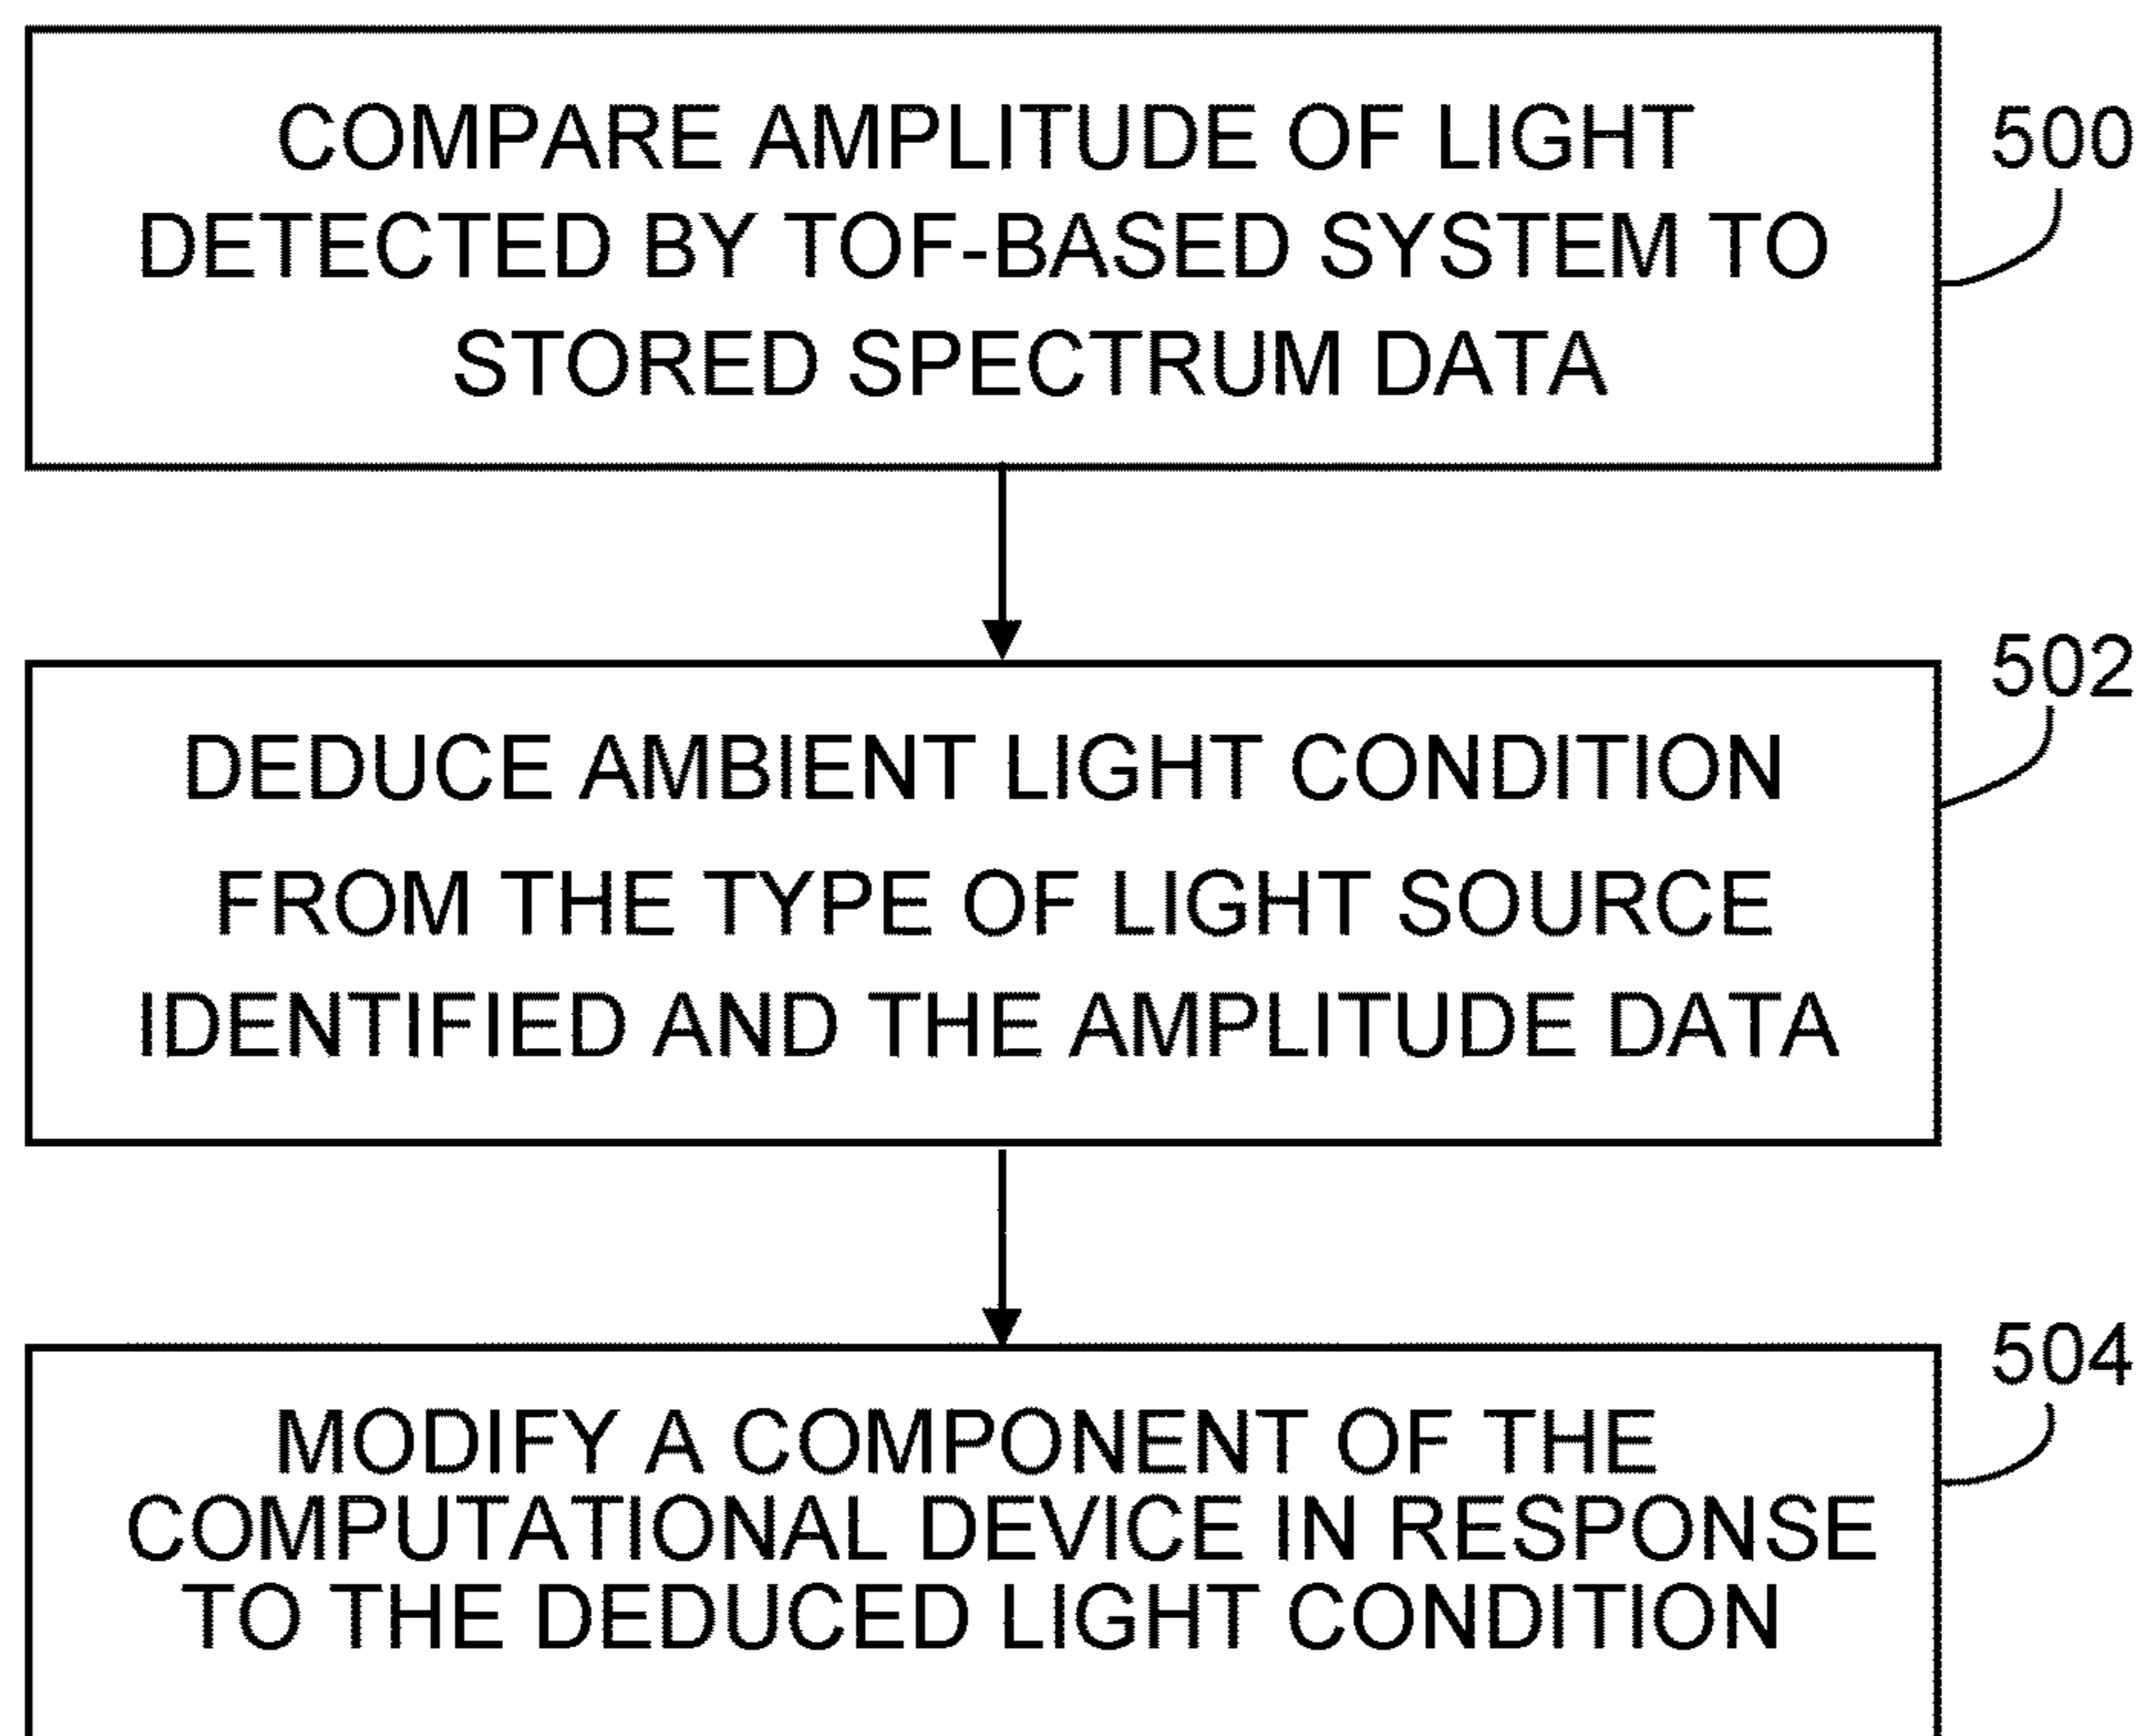 COMPARE AMPLITUDE OF LIGHT
DETECTED BY TOF-BASED SYSTEM TO
STORED SPECTRUM DATA
500
DEDUCE AMBIENT LIGHT CONDITION
FROM THE TYPE OF LIGHT SOURCE
IDENTIFIED AND THE AMPLITUDE DATA
502
MODIFY A COMPONENT OF THE
COMPUTATIONAL DEVICE IN RESPONSE
TO THE DEDUCED LIGHT CONDITION
504